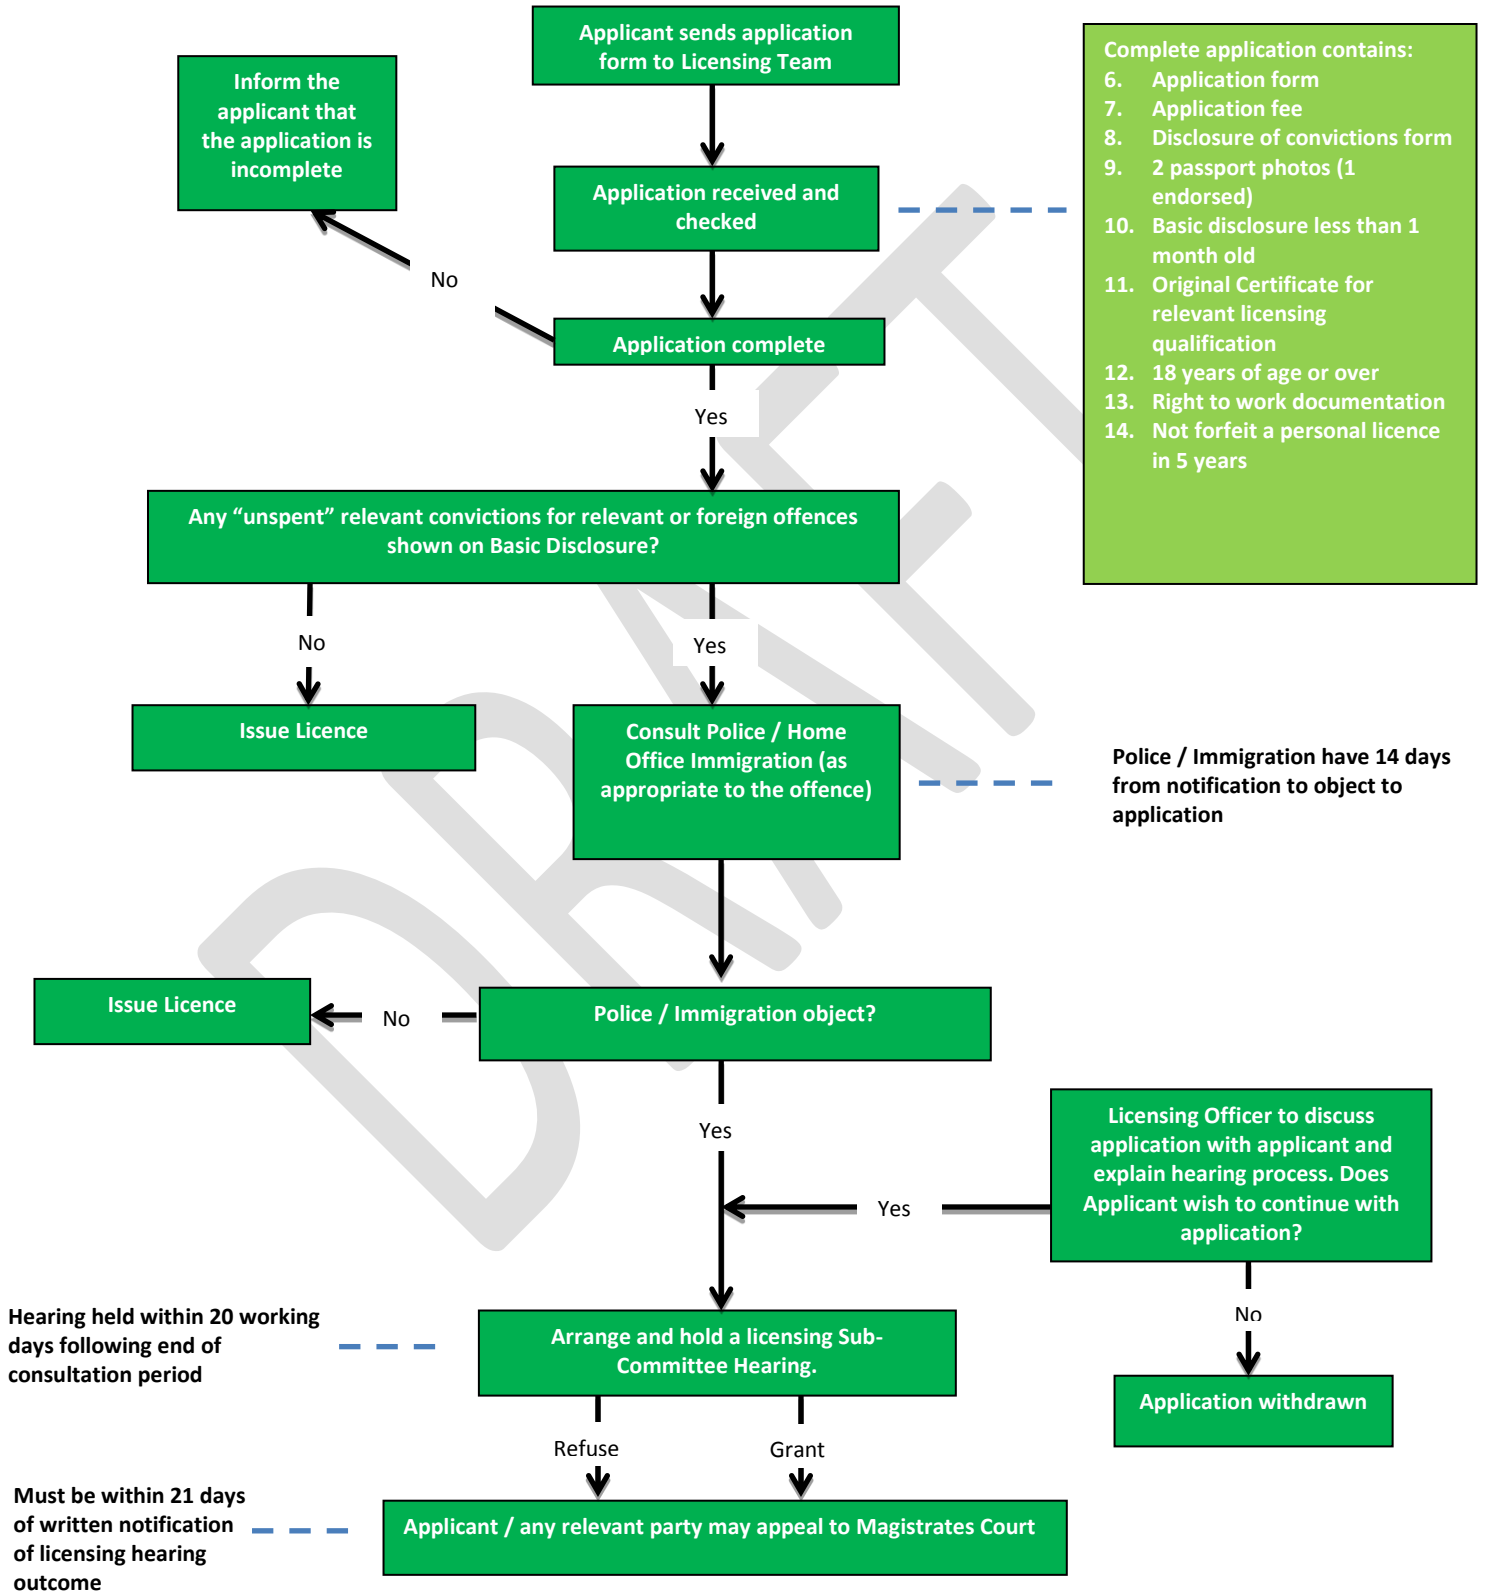 Applicant sends application
form to Licensing Team
Complete application contains:
6. Application form
7. Application fee
8. Disclosure of convictions form
9. 2 passport photos (1
endorsed)
10. Basic disclosure less than 1
month old
11. Original Certificate for
relevant licensing
qualification
12. 18 years of age or over
13. Right to work documentation
14. Not forfeit a personal licence
in 5 years
Inform the
applicant that
the application is
incomplete
Application received and
checked
No
Application complete
Yes
Any “unspent” relevant convictions for relevant or foreign offences
shown on Basic Disclosure?
No
Yes
Issue Licence
Consult Police / Home
Office Immigration (as
appropriate to the offence)
Police / Immigration have 14 days
from notification to object to
application
Issue Licence
No
Police / Immigration object?
Yes
Licensing Officer to discuss
application with applicant and
explain hearing process. Does
Applicant wish to continue with
application?
Yes
No
Hearing held within 20 working
days following end of
consultation period
Arrange and hold a licensing Sub-
Committee Hearing.
Application withdrawn
Refuse
Grant
Must be within 21 days
of written notification
of licensing hearing
outcome
Applicant / any relevant party may appeal to Magistrates Court
DRAFT